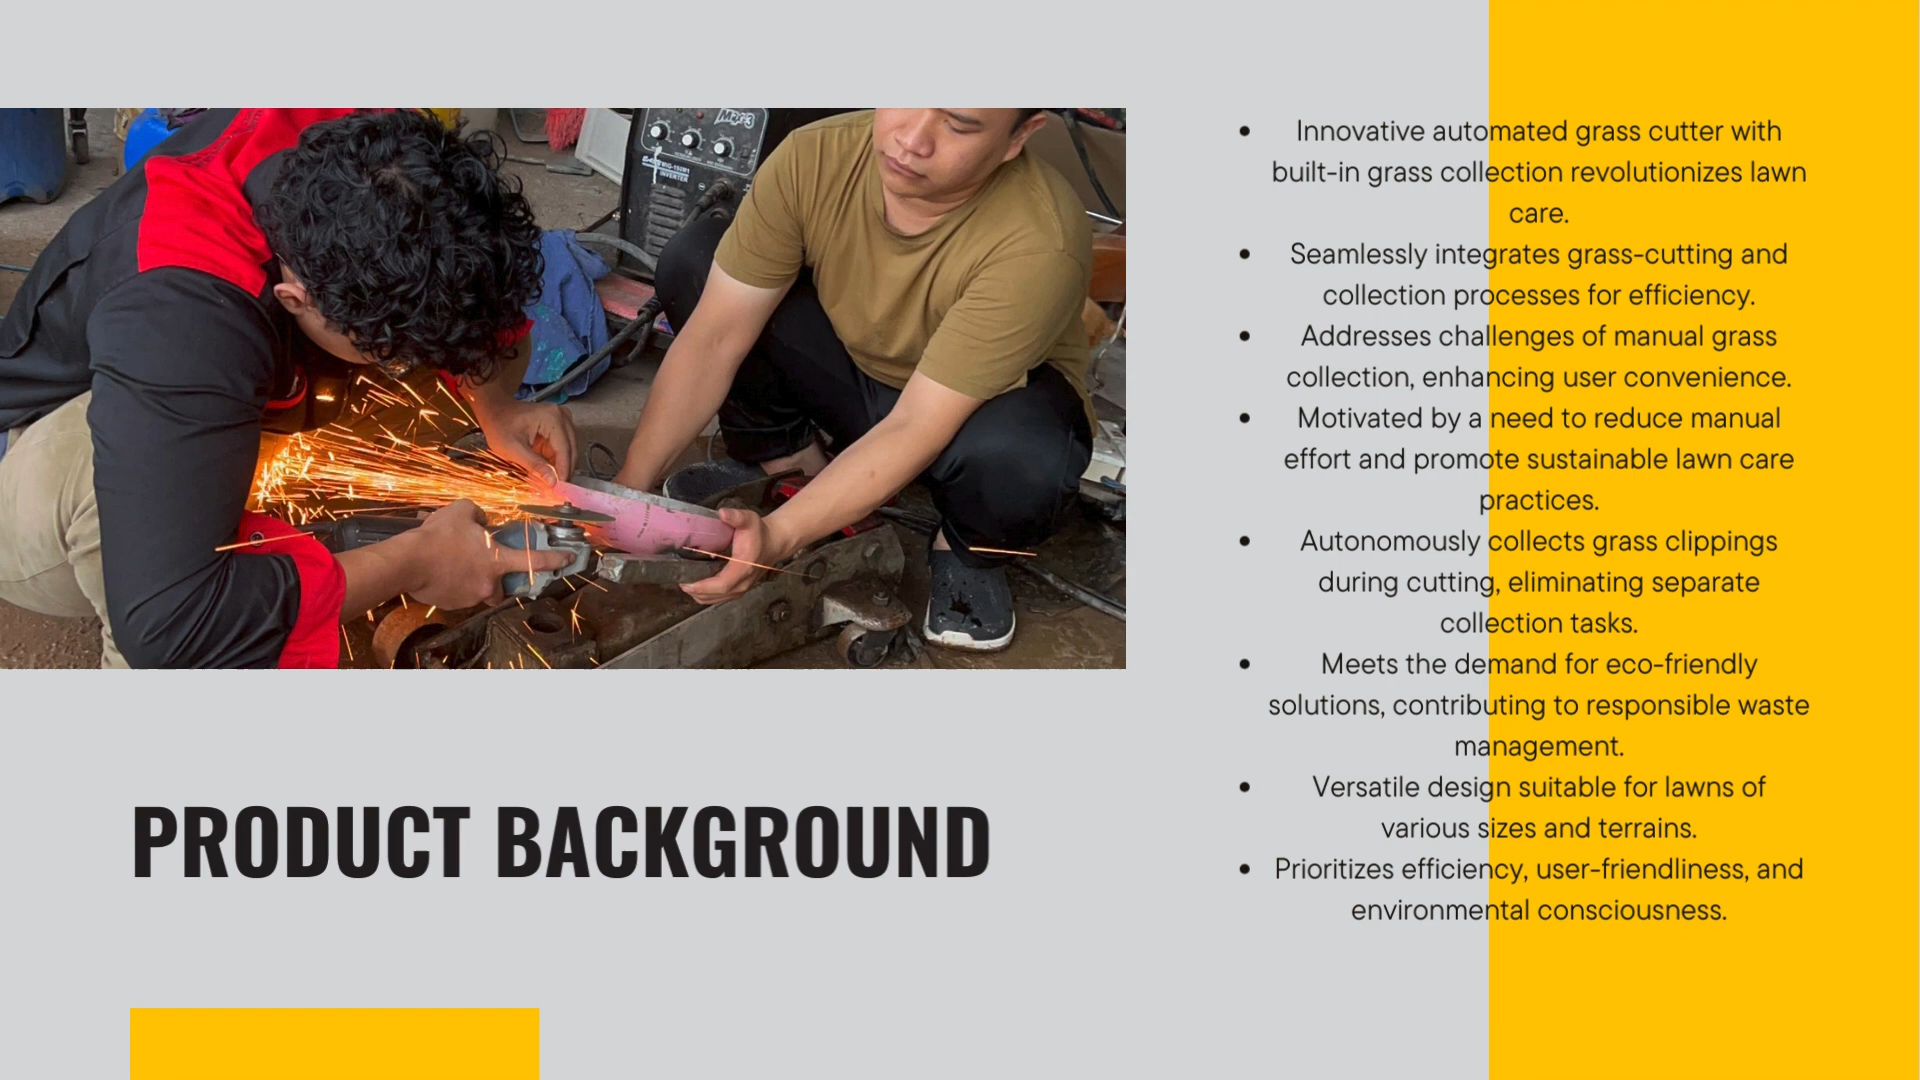 PRODUCT BACKGROUND
• Innovative automated grass cutter with
built-in grass collection revolutionizes lawn
care.
• Seamlessly integrates grass-cutting and
collection processes for efficiency.
• Addresses challenges of manual grass
collection, enhancing user convenience.
• Motivated by a need to reduce manual
effort and promote sustainable lawn care
practices.
• Autonomously collects grass clippings
during cutting, eliminating separate
collection tasks.
• Meets the demand for eco-friendly
solutions, contributing to responsible waste
management.
• Versatile design suitable for lawns of
various sizes and terrains.
• Prioritizes efficiency, user-friendliness, and
environmental consciousness.
INVERTER